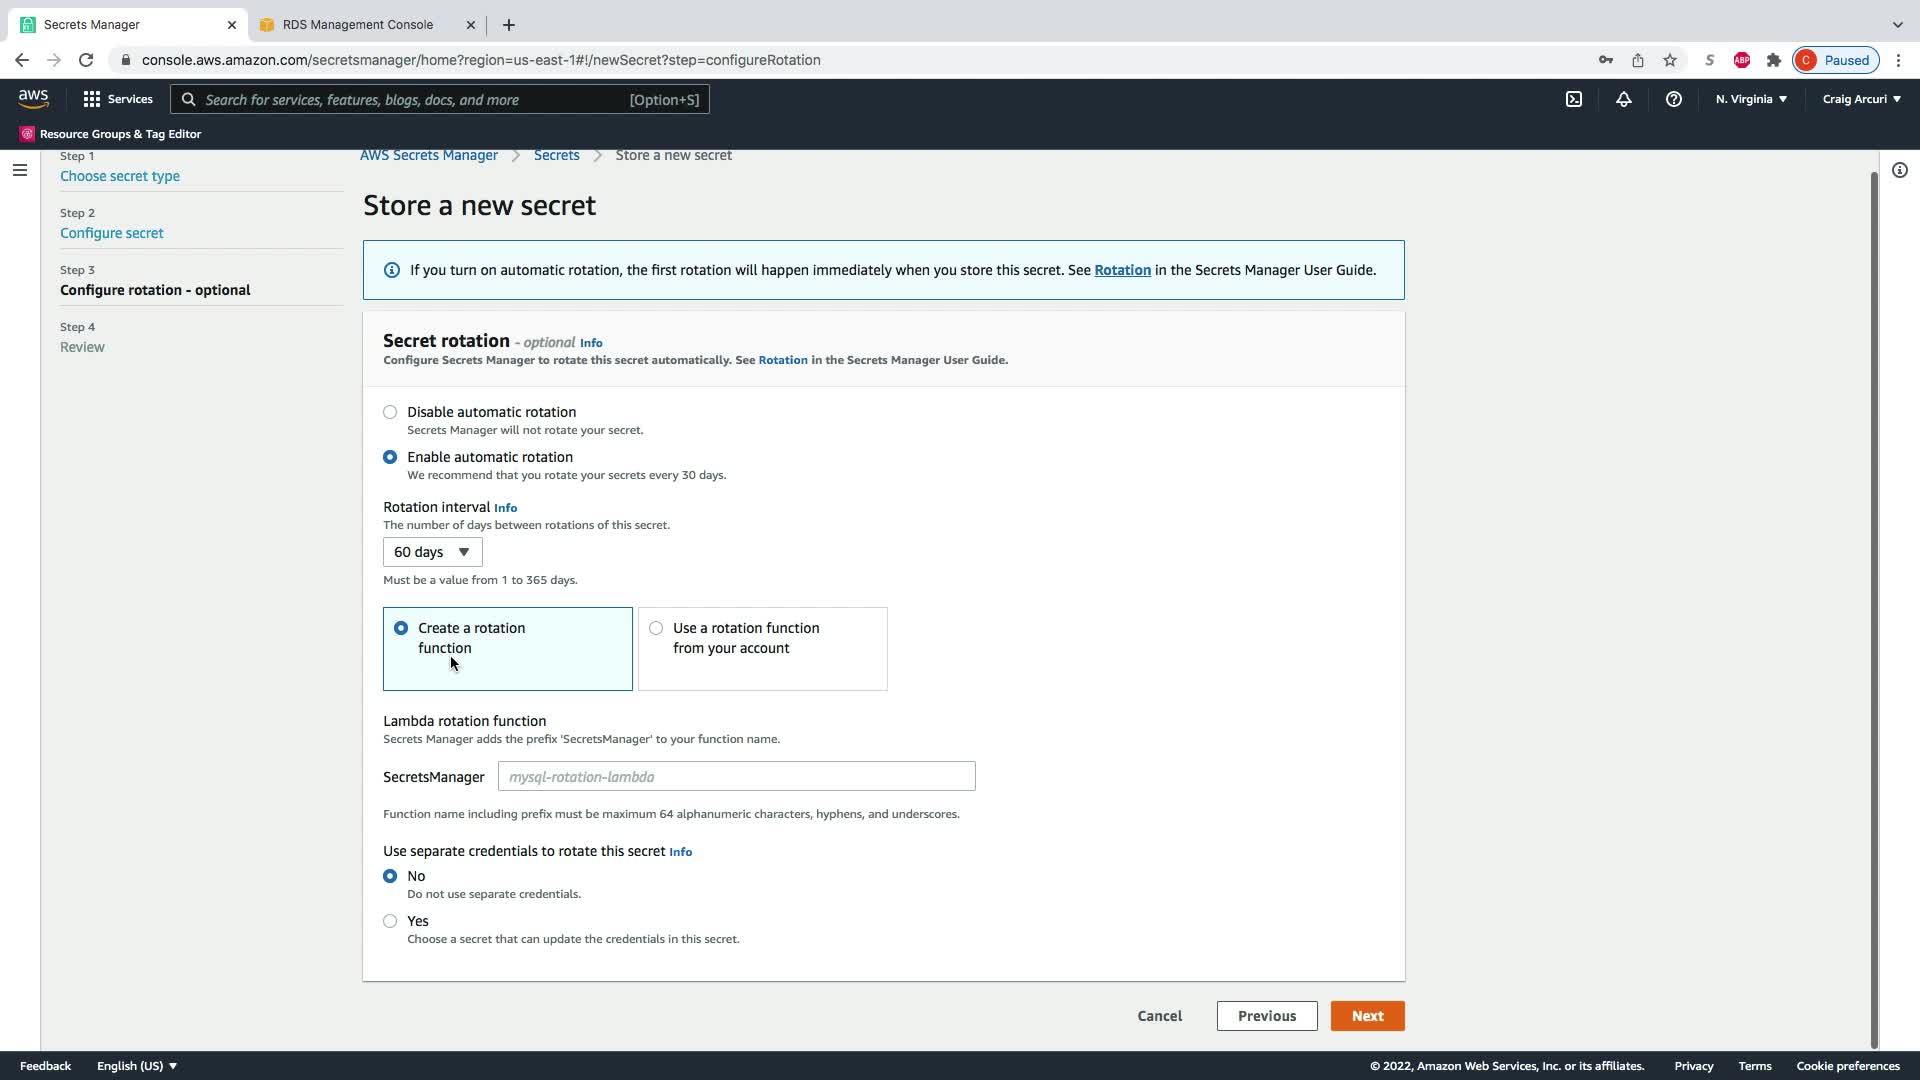 Secrets Manager
RDS Management Console
console.aws.amazon.com/secretsmanager/home?region=us-east-1#!/newSecret?step=configureRotation
S
ABP
C
Paused
aws
Services
Search for services, features, blogs, docs, and more
[Option+S]
N. Virginia
Craig Arcuri
Resource Groups & Tag Editor
Step 1
Choose secret type
Step 2
Configure secret
Step 3
Configure rotation - optional
Step 4
Review
AWS Secrets Manager
Secrets
Store a new secret
Store a new secret
If you turn on automatic rotation, the first rotation will happen immediately when you store this secret. See Rotation in the Secrets Manager User Guide.
Secret rotation - optional Info
Configure Secrets Manager to rotate this secret automatically. See Rotation in the Secrets Manager User Guide.
Disable automatic rotation
Secrets Manager will not rotate your secret.
Enable automatic rotation
We recommend that you rotate your secrets every 30 days.
Rotation interval Info
The number of days between rotations of this secret.
60 days
Must be a value from 1 to 365 days.
Create a rotation
function
Use a rotation function
from your account
Lambda rotation function
Secrets Manager adds the prefix 'SecretsManager' to your function name.
SecretsManager
mysql-rotation-lambda
Function name including prefix must be maximum 64 alphanumeric characters, hyphens, and underscores.
Use separate credentials to rotate this secret Info
No
Do not use separate credentials.
Yes
Choose a secret that can update the credentials in this secret.
Cancel
Previous
Next
Feedback
English (US)
© 2022, Amazon Web Services, Inc. or its affiliates.
Privacy
Terms
Cookie preferences